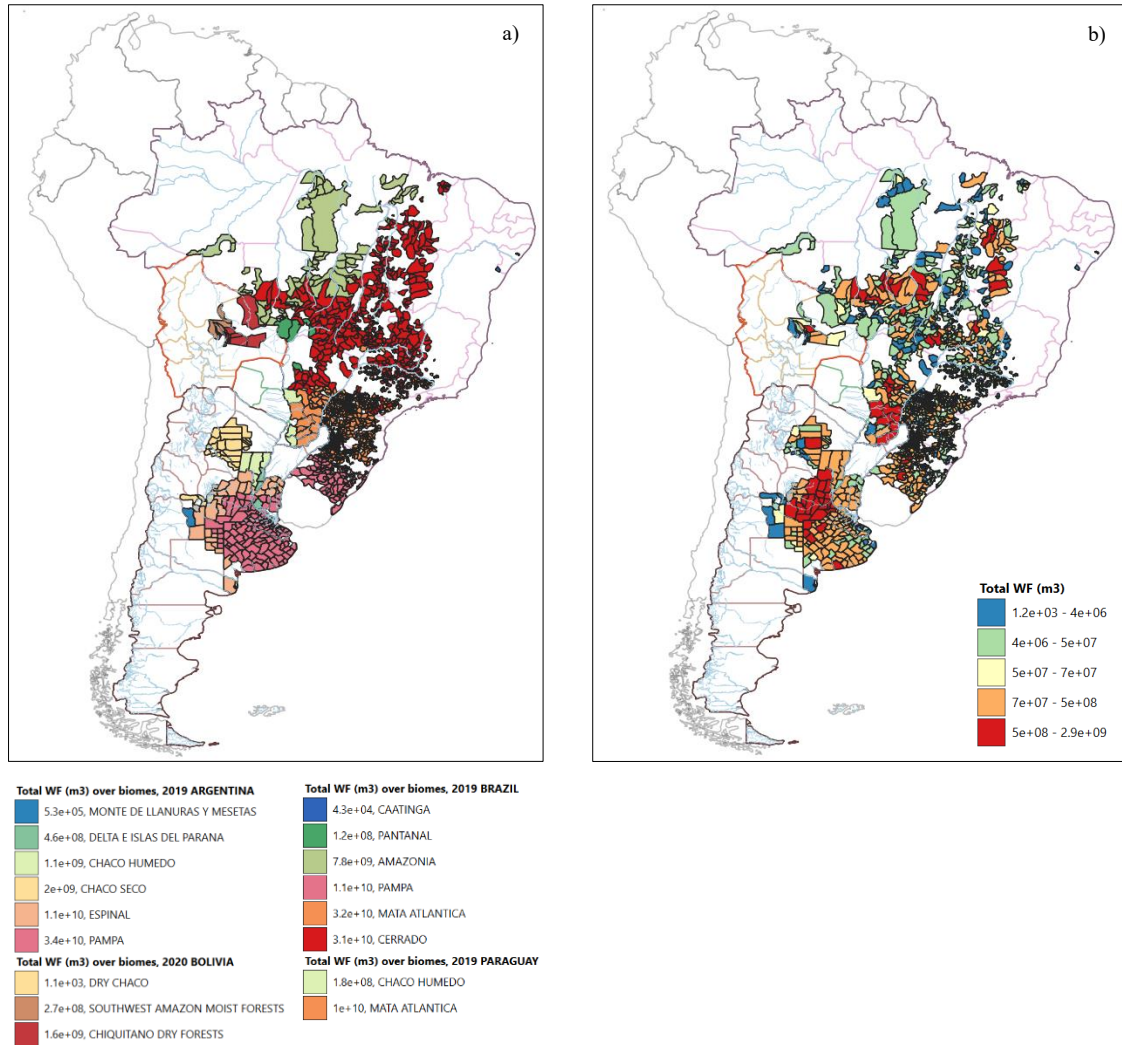 a)
b)
Total WF (m3)
1.2e+03 - 4e+06
4e+06 - 5e+07
5e+07 - 7e+07
7e+07 - 5e+08
5e+08 - 2.9e+09
Total WF (m3) over biomes, 2019 ARGENTINA
5.3e+05, MONTE DE LLANURAS Y MESETAS
4.6e+08, DELTA E ISLAS DEL PARANA
1.1e+09, CHACO HUMEDO
2e+09, CHACO SECO
1.1e+10, ESPINAL
3.4e+10, PAMPA
Total WF (m3) over biomes, 2020 BOLIVIA
1.1e+03, DRY CHACO
2.7e+08, SOUTHWEST AMAZON MOIST FORESTS
1.6e+09, CHIQUITANO DRY FORESTS
Total WF (m3) over biomes, 2019 BRAZIL
4.3e+04, CAATINGA
1.2e+08, PANTANAL
7.8e+09, AMAZONIA
1.1e+10, PAMPA
3.2e+10, MATA ATLANTICA
3.1e+10, CERRADO
Total WF (m3) over biomes, 2019 PARAGUAY
1.8e+08, CHACO HUMEDO
1e+10, MATA ATLANTICA